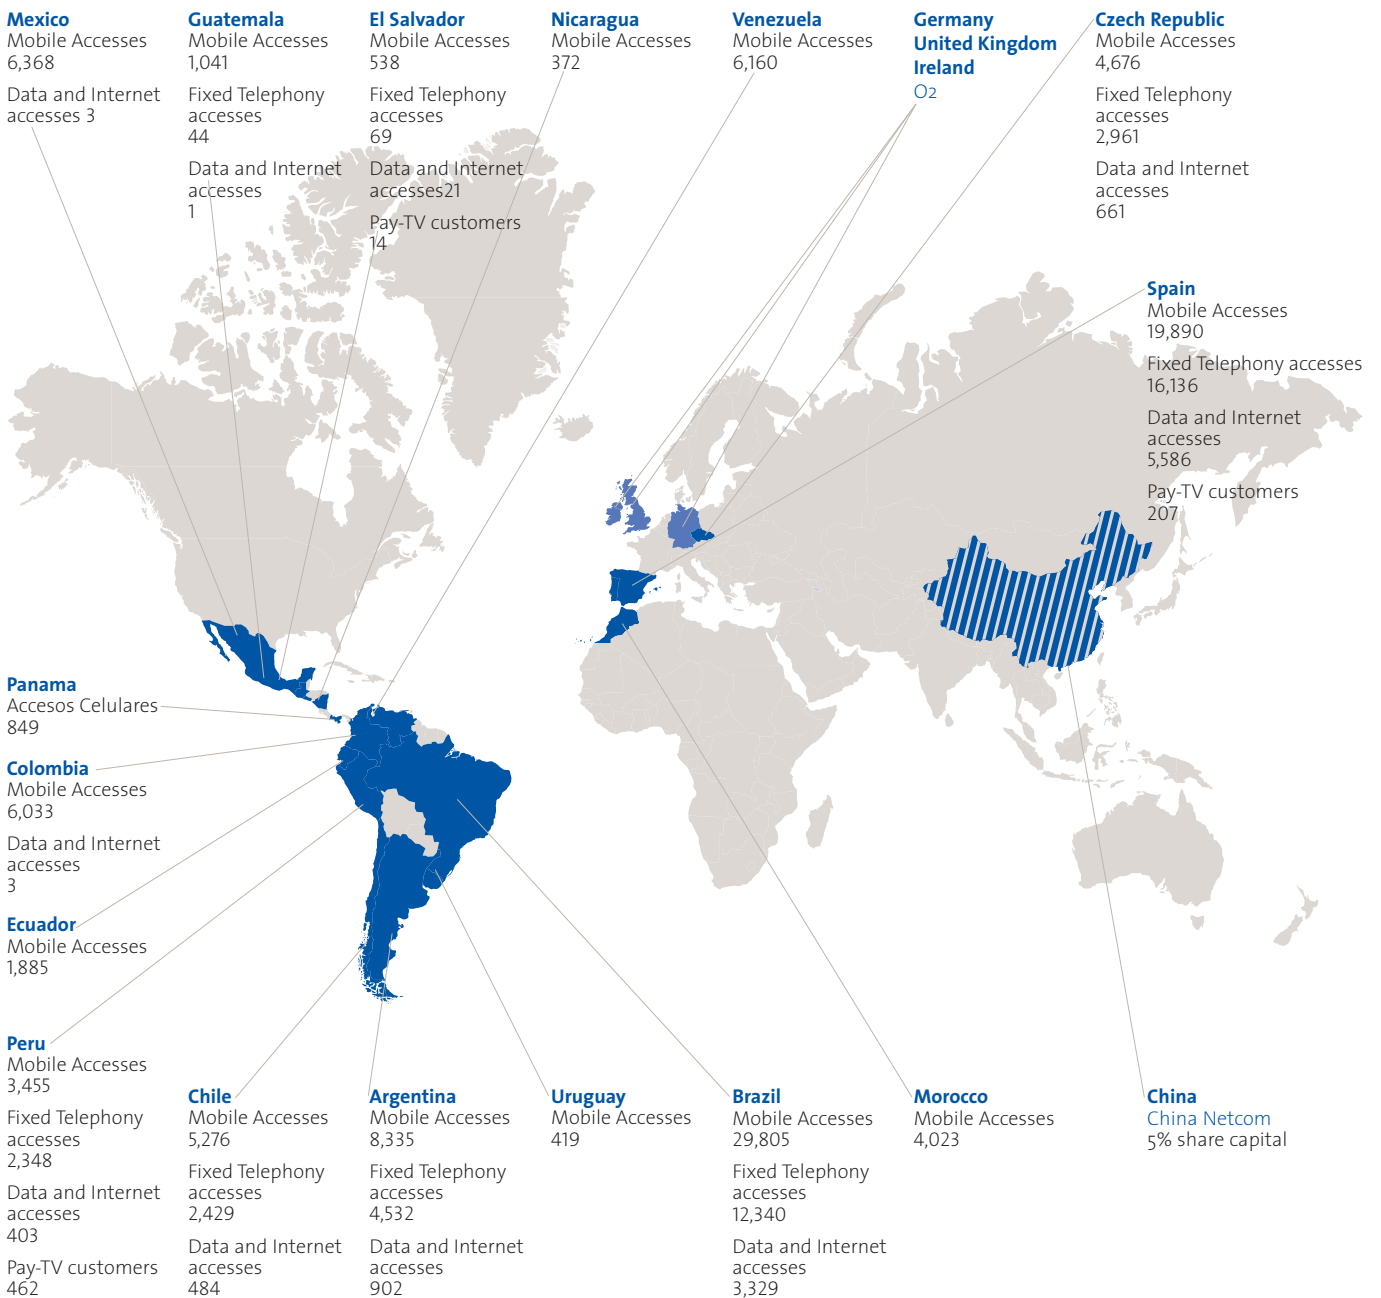 Mexico
Mobile Accesses
6,368
Data and Internet
accesses 3
Guatemala
Mobile Accesses
1,041
Fixed Telephony
accesses
44
Data and Internet
accesses
1
El Salvador
Mobile Accesses
538
Fixed Telephony
accesses
69
Data and Internet
accesses21
Pay-TV customers
14
Nicaragua
Mobile Accesses
372
Venezuela
Mobile Accesses
6,160
Germany
United Kingdom
Ireland
O2
Czech Republic
Mobile Accesses
4,676
Fixed Telephony
accesses
2,961
Data and Internet
accesses
661
Spain
Mobile Accesses
19,890
Fixed Telephony accesses
16,136
Data and Internet
accesses
5,586
Pay-TV customers
207
Panama
Accesos Celulares
849
Colombia
Mobile Accesses
6,033
Data and Internet
accesses
3
Ecuador
Mobile Accesses
1,885
Peru
Mobile Accesses
3,455
Fixed Telephony
accesses
2,348
Data and Internet
accesses
403
Pay-TV customers
462
Chile
Mobile Accesses
5,276
Fixed Telephony
accesses
2,429
Data and Internet
accesses
484
Argentina
Mobile Accesses
8,335
Fixed Telephony
accesses
4,532
Data and Internet
accesses
902
Uruguay
Mobile Accesses
419
Brazil
Mobile Accesses
29,805
Fixed Telephony
accesses
12,340
Data and Internet
accesses
3,329
Morocco
Mobile Accesses
4,023
China
China Netcom
5% share capital